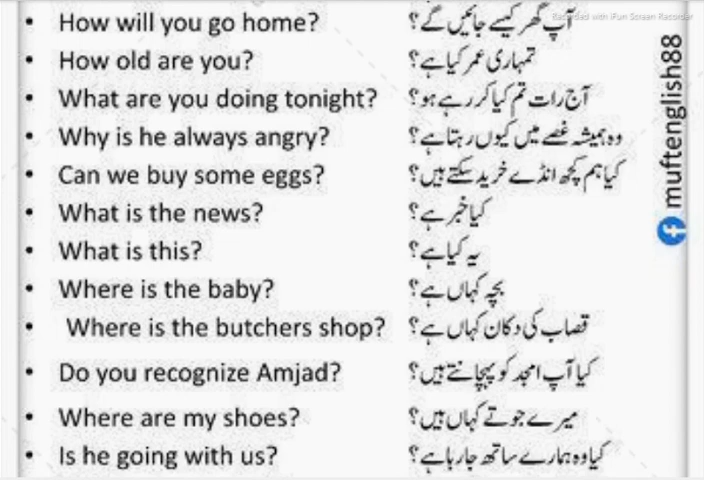 Recorded with iFun Screen Recorder
• How will you go home? آپ گھر کیسے جائیں گے؟
• How old are you? تمہاری عمر کیا ہے؟
• What are you doing tonight? آج رات تم کیا کر رہے ہو؟
• Why is he always angry? وہ ہمیشہ غصے میں کیوں رہتا ہے؟
• Can we buy some eggs? کیا ہم کچھ انڈے خرید سکتے ہیں؟
• What is the news? کیا خبر ہے؟
• What is this? یہ کیا ہے؟
• Where is the baby? بچہ کہاں ہے؟
• Where is the butchers shop? قصاب کی دکان کہاں ہے؟
• Do you recognize Amjad? کیا آپ امجد کو پہچانتے ہیں؟
• Where are my shoes? میرے جوتے کہاں ہیں؟
• Is he going with us? کیا وہ ہمارے ساتھ جا رہا ہے؟
muftenglish88